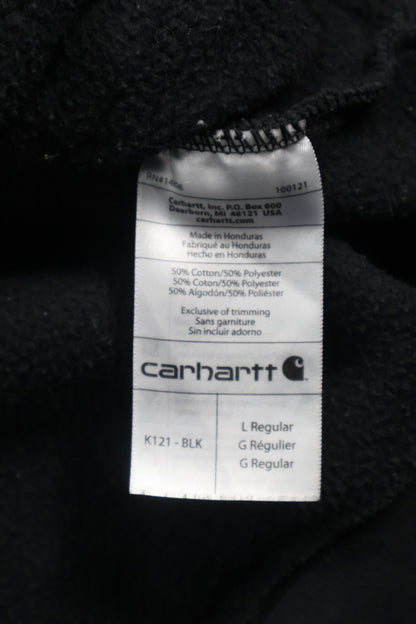 RN#1466 100121
Carhartt, Inc. P.O. Box 600
Dearborn, MI 48121 USA
carhartt.com
Made in Honduras
Fabriqué au Honduras
Hecho en Honduras
50% Cotton/50% Polyester
50% Coton/50% Polyester
50% Algodón/50% Poliéster
Exclusive of trimming
Sans garniture
Sin incluir adorno
carhartt
K121 - BLK
L Regular
G Régulier
G Regular